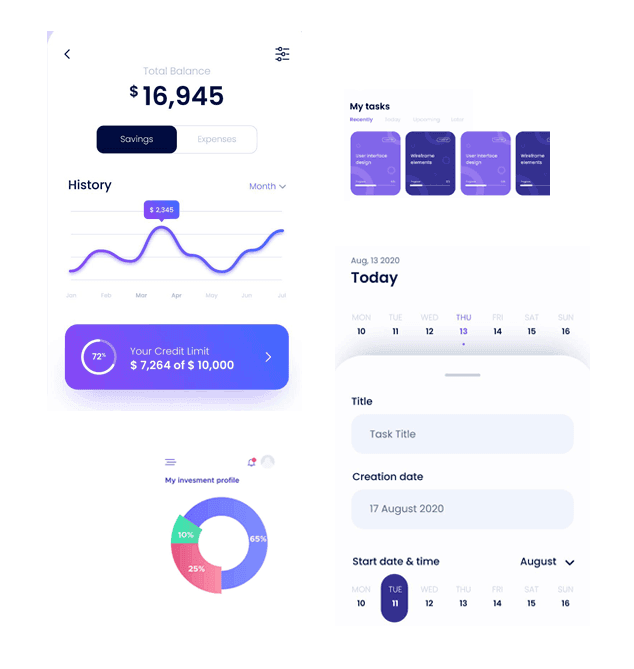 Total Balance
$ 16,945
Savings
Expenses
History
Month
$ 2,345
Jan Feb Mar Apr May Jun Jul
72%
Your Credit Limit
$ 7,264 of $ 10,000
My invesment profile
65%
10%
25%
My tasks
Recently Today Upcoming Later
User interface
design
Wireframe
elements
User interface
design
Wireframe
elements
Aug, 13 2020
Today
MON TUE WED THU FRI SAT SUN
10 11 12 13 14 15 16
Title
Task Title
Creation date
17 August 2020
Start date & time
August
MON TUE WED THU FRI SAT SUN
10 11 12 13 14 15 16